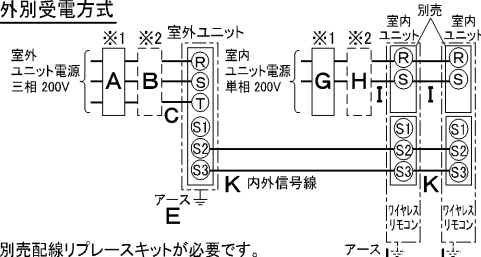 外別受電方式
別売
※1 ※2 室外ユニット ※1 ※2 室内ユニット 室内ユニット
室外
ユニット電源
三相 200V
A B C
R
S
T
S1
S2
S3
室内
ユニット電源
単相 200V
G H I I
R
S
S1
S2
S3
R
S
S1
S2
S3
K 内外信号線 K
アース
E
ワイヤレス
リモコン
ワイヤレス
リモコン
別売配線リプレースキットが必要です。
アース